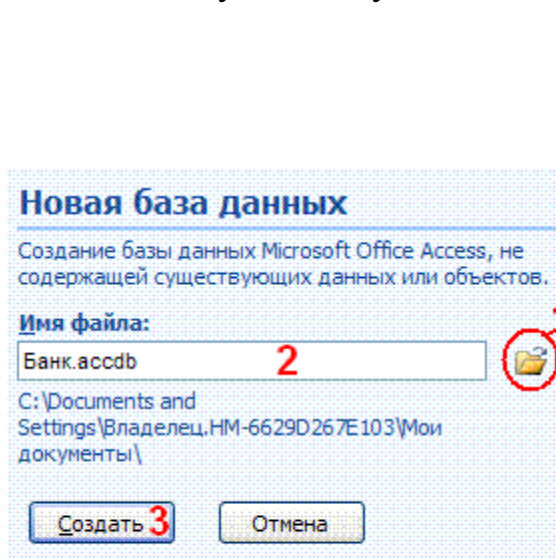 Новая база данных
Создание базы данных Microsoft Office Access, не
содержащей существующих данных или объектов.
Имя файла:
Банк.accdb 2
C:\Documents and
Settings\Владелец.HM-6629D267E103\Мои
документы\
Создать 3 Отмена